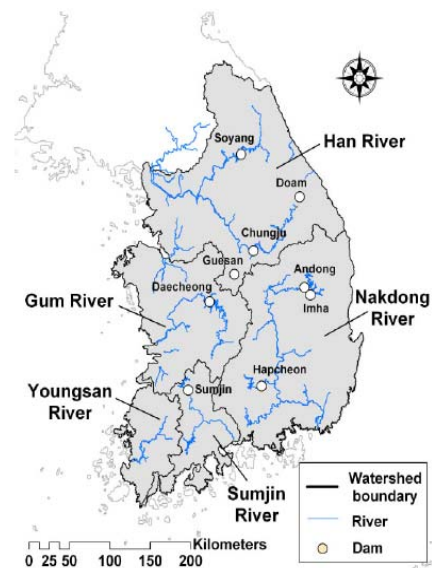 Soyang
Han River
Doam
Chungju
Guesan
Andong
Daecheong
Imha
Gum River
Nakdong
River
Hapcheon
Youngsan
River
Sumjin
Sumjin
River
Watershed
boundary
River
Dam
Kilometers
0 25 50 100 150 200